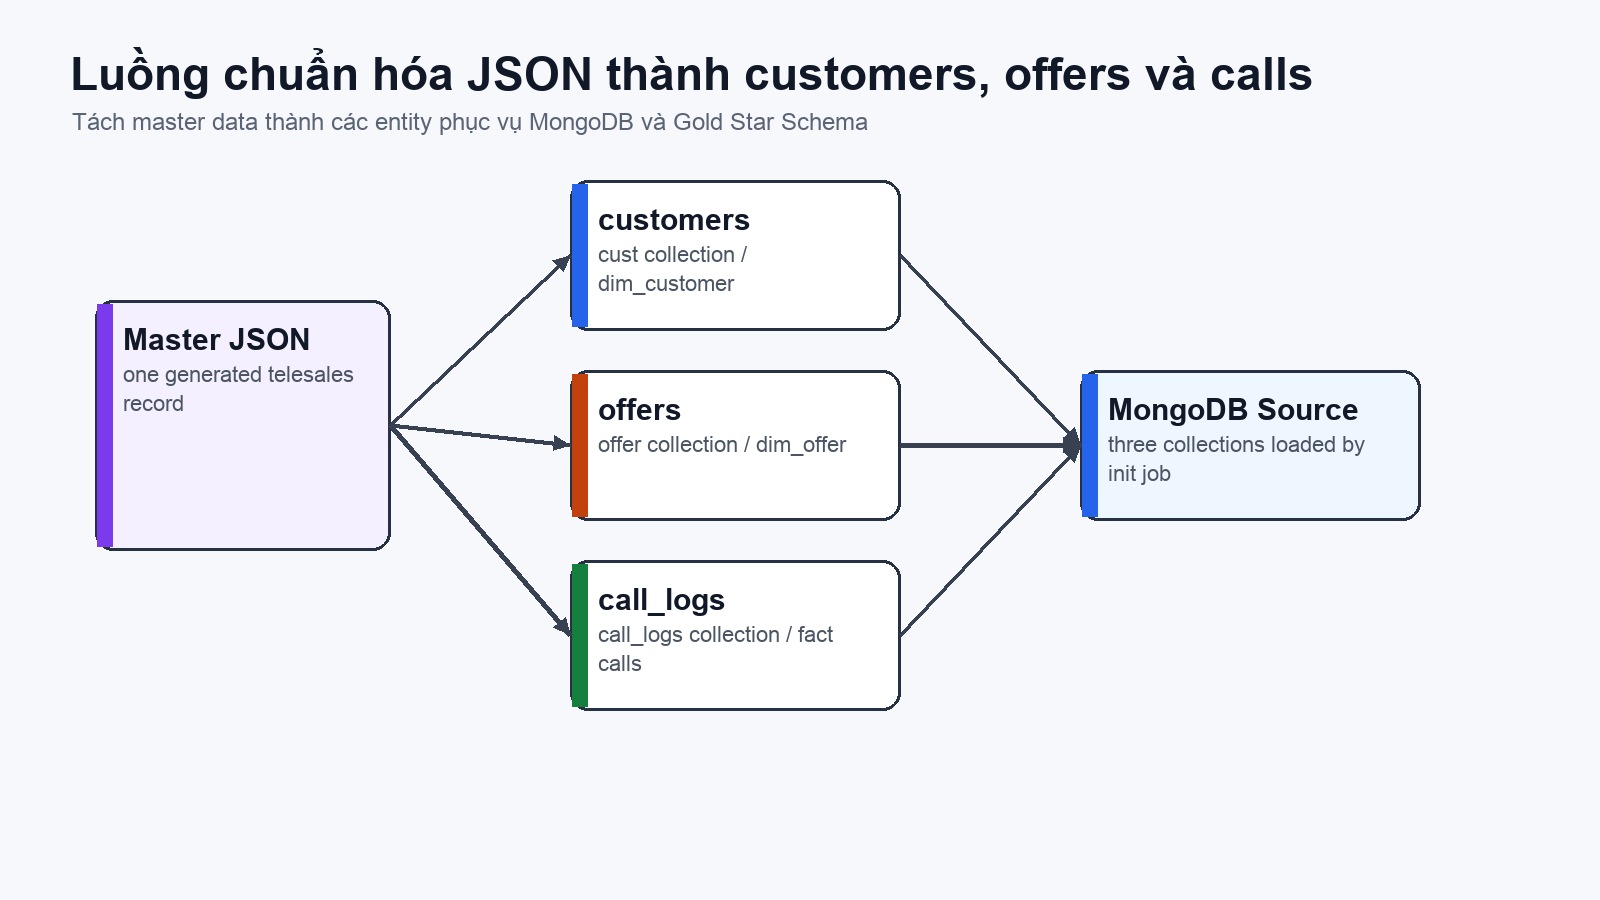 Luồng chuẩn hóa JSON thành customers, offers và calls
Tách master data thành các entity phục vụ MongoDB và Gold Star Schema
Master JSON
one generated telesales
record
customers
cust collection /
dim_customer
offers
offer collection / dim_offer
call_logs
call_logs collection / fact
calls
MongoDB Source
three collections loaded by
init job